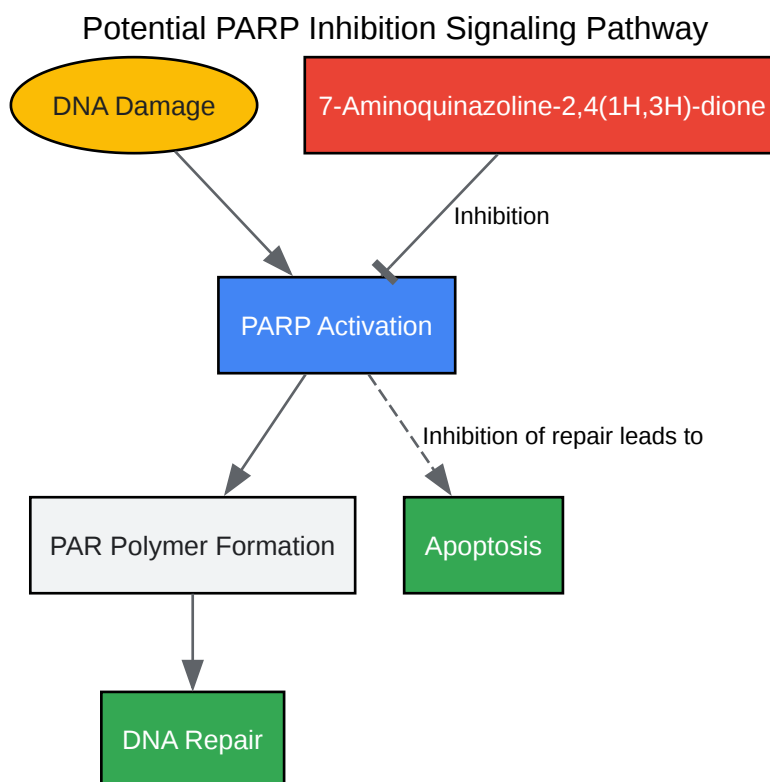 Potential PARP Inhibition Signaling Pathway
DNA Damage
7-Aminoquinazoline-2,4(1H,3H)-dione
Inhibition
PARP Activation
Inhibition of repair leads to
PAR Polymer Formation
Apoptosis
DNA Repair